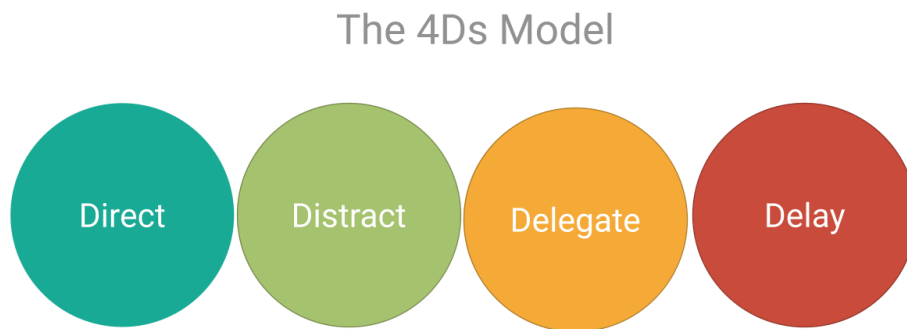 The 4Ds Model
Direct
Distract
Delegate
Delay